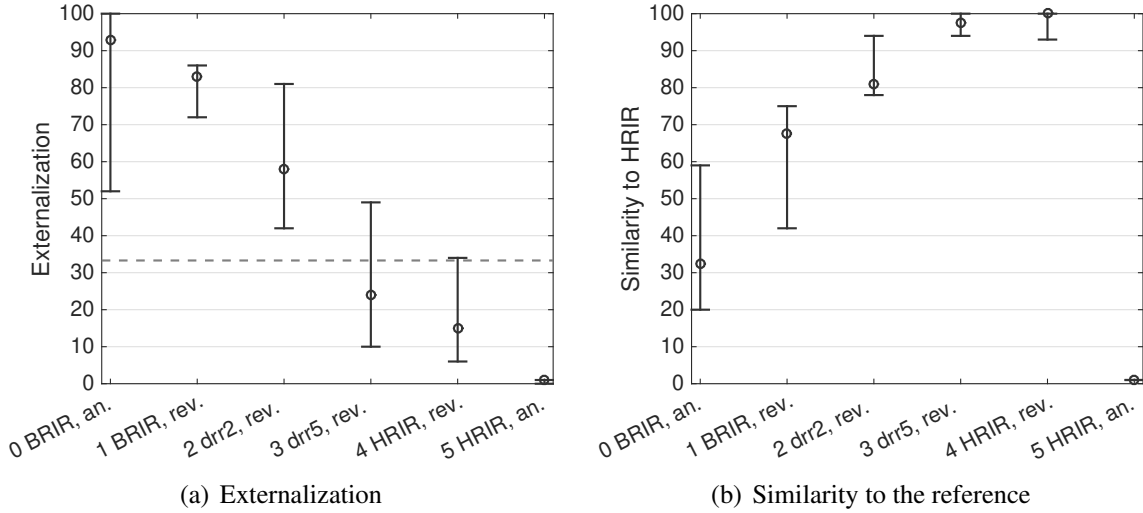 Externalization
100
90
80
70
60
50
40
30
20
10
0
0 BRIR, an.
1 BRIR, rev.
2 drr2, rev.
3 drr5, rev.
4 HRIR, rev.
5 HRIR, an.
(a) Externalization
Similarity to HRIR
100
90
80
70
60
50
40
30
20
10
0
0 BRIR, an.
1 BRIR, rev.
2 drr2, rev.
3 drr5, rev.
4 HRIR, rev.
5 HRIR, an.
(b) Similarity to the reference